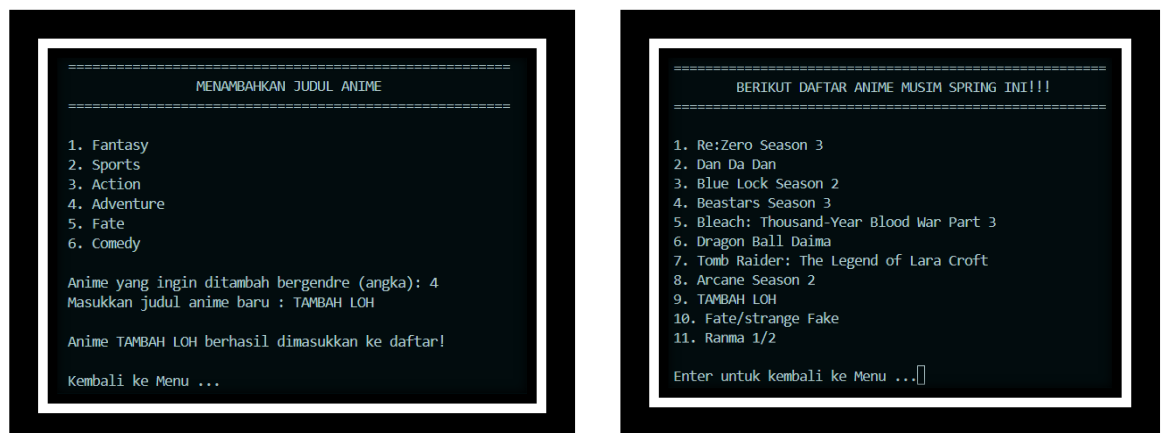 ======================================================
MENAMBAHKAN JUDUL ANIME
======================================================
1. Fantasy
2. Sports
3. Action
4. Adventure
5. Fate
6. Comedy
Anime yang ingin ditambah bergendre (angka): 4
Masukkan judul anime baru : TAMBAH LOH
Anime TAMBAH LOH berhasil dimasukkan ke daftar!
Kembali ke Menu ...
======================================================
BERIKUT DAFTAR ANIME MUSIM SPRING INI!!!
======================================================
1. Re:Zero Season 3
2. Dan Da Dan
3. Blue Lock Season 2
4. Beastars Season 3
5. Bleach: Thousand-Year Blood War Part 3
6. Dragon Ball Daima
7. Tomb Raider: The Legend of Lara Croft
8. Arcane Season 2
9. TAMBAH LOH
10. Fate/strange Fake
11. Ranma 1/2
Enter untuk kembali ke Menu ...